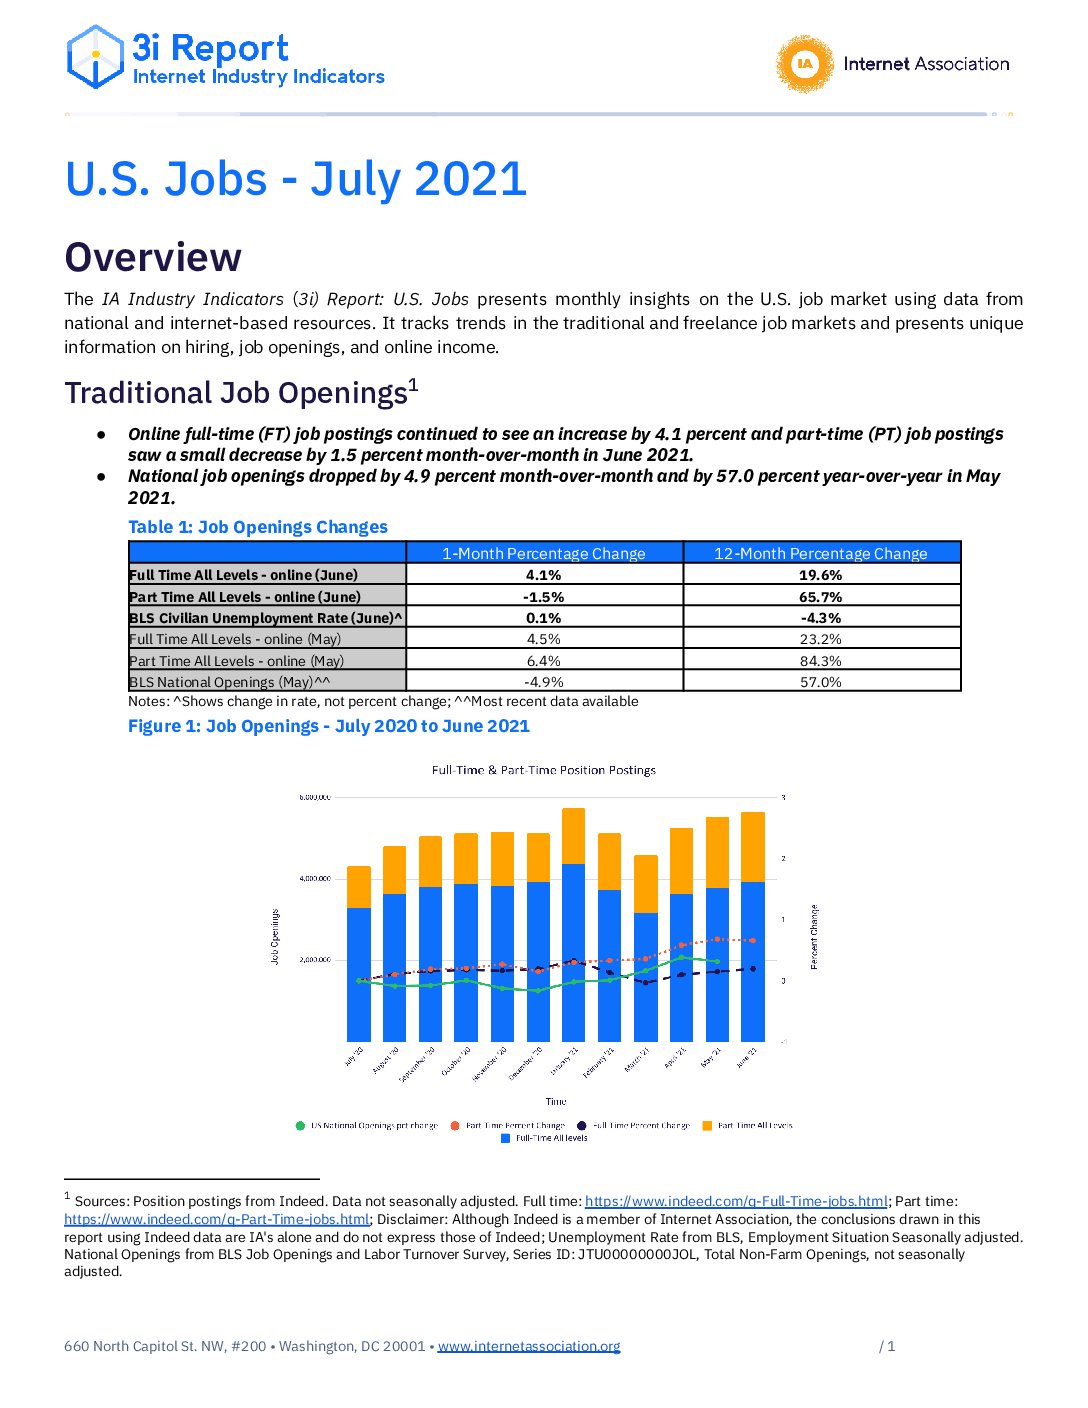 3i Report
Internet Industry Indicators
IA
Internet Association
U.S. Jobs - July 2021
Overview
The IA Industry Indicators (3i) Report: U.S. Jobs presents monthly insights on the U.S. job market using data from
national and internet-based resources. It tracks trends in the traditional and freelance job markets and presents unique
information on hiring, job openings, and online income.
Traditional Job Openings1
● Online full-time (FT) job postings continued to see an increase by 4.1 percent and part-time (PT) job postings
saw a small decrease by 1.5 percent month-over-month in June 2021.
● National job openings dropped by 4.9 percent month-over-month and by 57.0 percent year-over-year in May
2021.
Table 1: Job Openings Changes
1-Month Percentage Change 12-Month Percentage Change
Full Time All Levels - online (June) 4.1% 19.6%
Part Time All Levels - online (June) -1.5% 65.7%
BLS Civilian Unemployment Rate (June)^ 0.1% -4.3%
Full Time All Levels - online (May) 4.5% 23.2%
Part Time All Levels - online (May) 6.4% 84.3%
BLS National Openings (May)^^ -4.9% 57.0%
Notes: ^Shows change in rate, not percent change; ^^Most recent data available
Figure 1: Job Openings - July 2020 to June 2021
Full-Time & Part-Time Position Postings
6,000,000 3
2
4,000,000
1
2,000,000
0
-1
Job Openings
Percent Change
July '20 August '20 September '20 October '20 November '20 December '20 January '21 February '21 March '21 April '21 May '21 June '21
Time
US National Openings pct change Part-Time Percent Change Full-Time Percent Change Part-Time All Levels
Full-Time All levels
1 Sources: Position postings from Indeed. Data not seasonally adjusted. Full time: https://www.indeed.com/q-Full-Time-jobs.html; Part time:
https://www.indeed.com/q-Part-Time-jobs.html; Disclaimer: Although Indeed is a member of Internet Association, the conclusions drawn in this
report using Indeed data are IA's alone and do not express those of Indeed; Unemployment Rate from BLS, Employment Situation Seasonally adjusted.
National Openings from BLS Job Openings and Labor Turnover Survey, Series ID: JTU00000000JOL, Total Non-Farm Openings, not seasonally
adjusted.
660 North Capitol St. NW, #200 • Washington, DC 20001 • www.internetassociation.org / 1